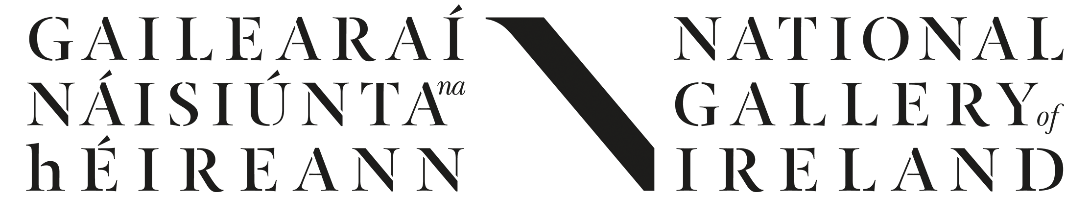 GAILEARAÍ
NÁISIÚNTA na
hÉIREANN
NATIONAL
GALLERY of
IRELAND